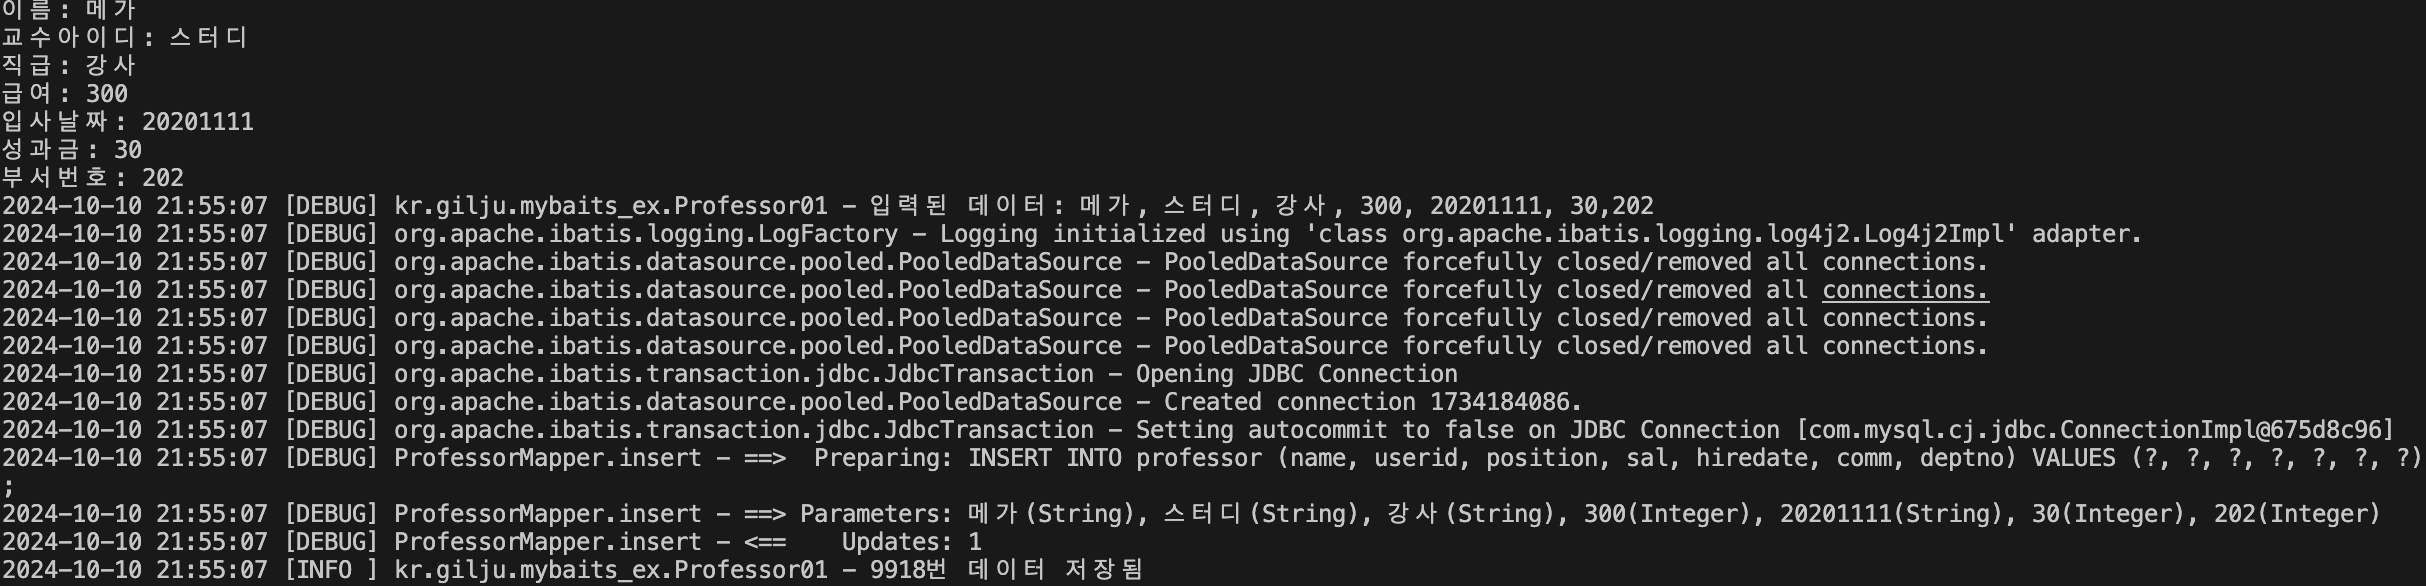 이름: 메가
교수아이디: 스터디
직급: 강사
급여: 300
입사날짜: 20201111
성과금: 30
부서번호: 202
2024-10-10 21:55:07 [DEBUG] kr.gilju.mybaits_ex.Professor01 - 입력된 데이터: 메가, 스터디, 강사, 300, 20201111, 30,202
2024-10-10 21:55:07 [DEBUG] org.apache.ibatis.logging.LogFactory - Logging initialized using 'class org.apache.ibatis.logging.log4j2.Log4j2Impl' adapter.
2024-10-10 21:55:07 [DEBUG] org.apache.ibatis.datasource.pooled.PooledDataSource - PooledDataSource forcefully closed/removed all connections.
2024-10-10 21:55:07 [DEBUG] org.apache.ibatis.datasource.pooled.PooledDataSource - PooledDataSource forcefully closed/removed all connections.
2024-10-10 21:55:07 [DEBUG] org.apache.ibatis.datasource.pooled.PooledDataSource - PooledDataSource forcefully closed/removed all connections.
2024-10-10 21:55:07 [DEBUG] org.apache.ibatis.datasource.pooled.PooledDataSource - PooledDataSource forcefully closed/removed all connections.
2024-10-10 21:55:07 [DEBUG] org.apache.ibatis.transaction.jdbc.JdbcTransaction - Opening JDBC Connection
2024-10-10 21:55:07 [DEBUG] org.apache.ibatis.datasource.pooled.PooledDataSource - Created connection 1734184086.
2024-10-10 21:55:07 [DEBUG] org.apache.ibatis.transaction.jdbc.JdbcTransaction - Setting autocommit to false on JDBC Connection [com.mysql.cj.jdbc.ConnectionImpl@675d8c96]
2024-10-10 21:55:07 [DEBUG] ProfessorMapper.insert - ==>  Preparing: INSERT INTO professor (name, userid, position, sal, hiredate, comm, deptno) VALUES (?, ?, ?, ?, ?, ?, ?)
;
2024-10-10 21:55:07 [DEBUG] ProfessorMapper.insert - ==> Parameters: 메가(String), 스터디(String), 강사(String), 300(Integer), 20201111(String), 30(Integer), 202(Integer)
2024-10-10 21:55:07 [DEBUG] ProfessorMapper.insert - <==    Updates: 1
2024-10-10 21:55:07 [INFO ] kr.gilju.mybaits_ex.Professor01 - 9918번 데이터 저장됨